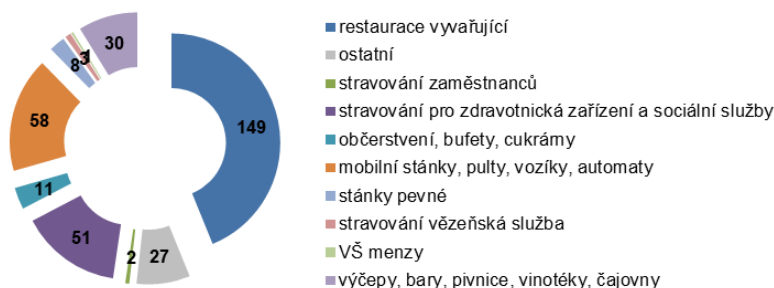 149
27
2
51
11
58
8
3
1
30
restaurace vyvařující
ostatní
stravování zaměstnanců
stravování pro zdravotnická zařízení a sociální služby
občerstvení, bufety, cukrárny
mobilní stánky, pulty, vozíky, automaty
stánky pevné
stravování vězeňská služba
VŠ menzy
výčepy, bary, pivnice, vinotéky, čajovny